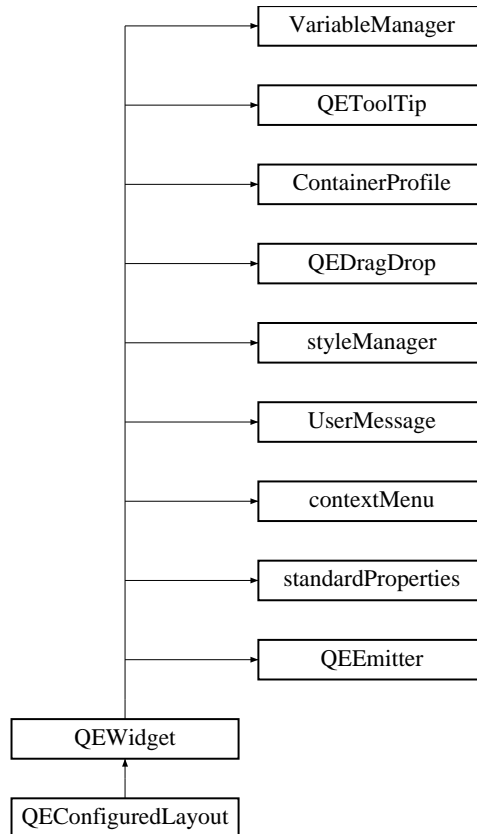 VariableManager
QEToolTip
ContainerProfile
QEDragDrop
styleManager
UserMessage
contextMenu
standardProperties
QEEmitter
QEWidget
QEConfiguredLayout